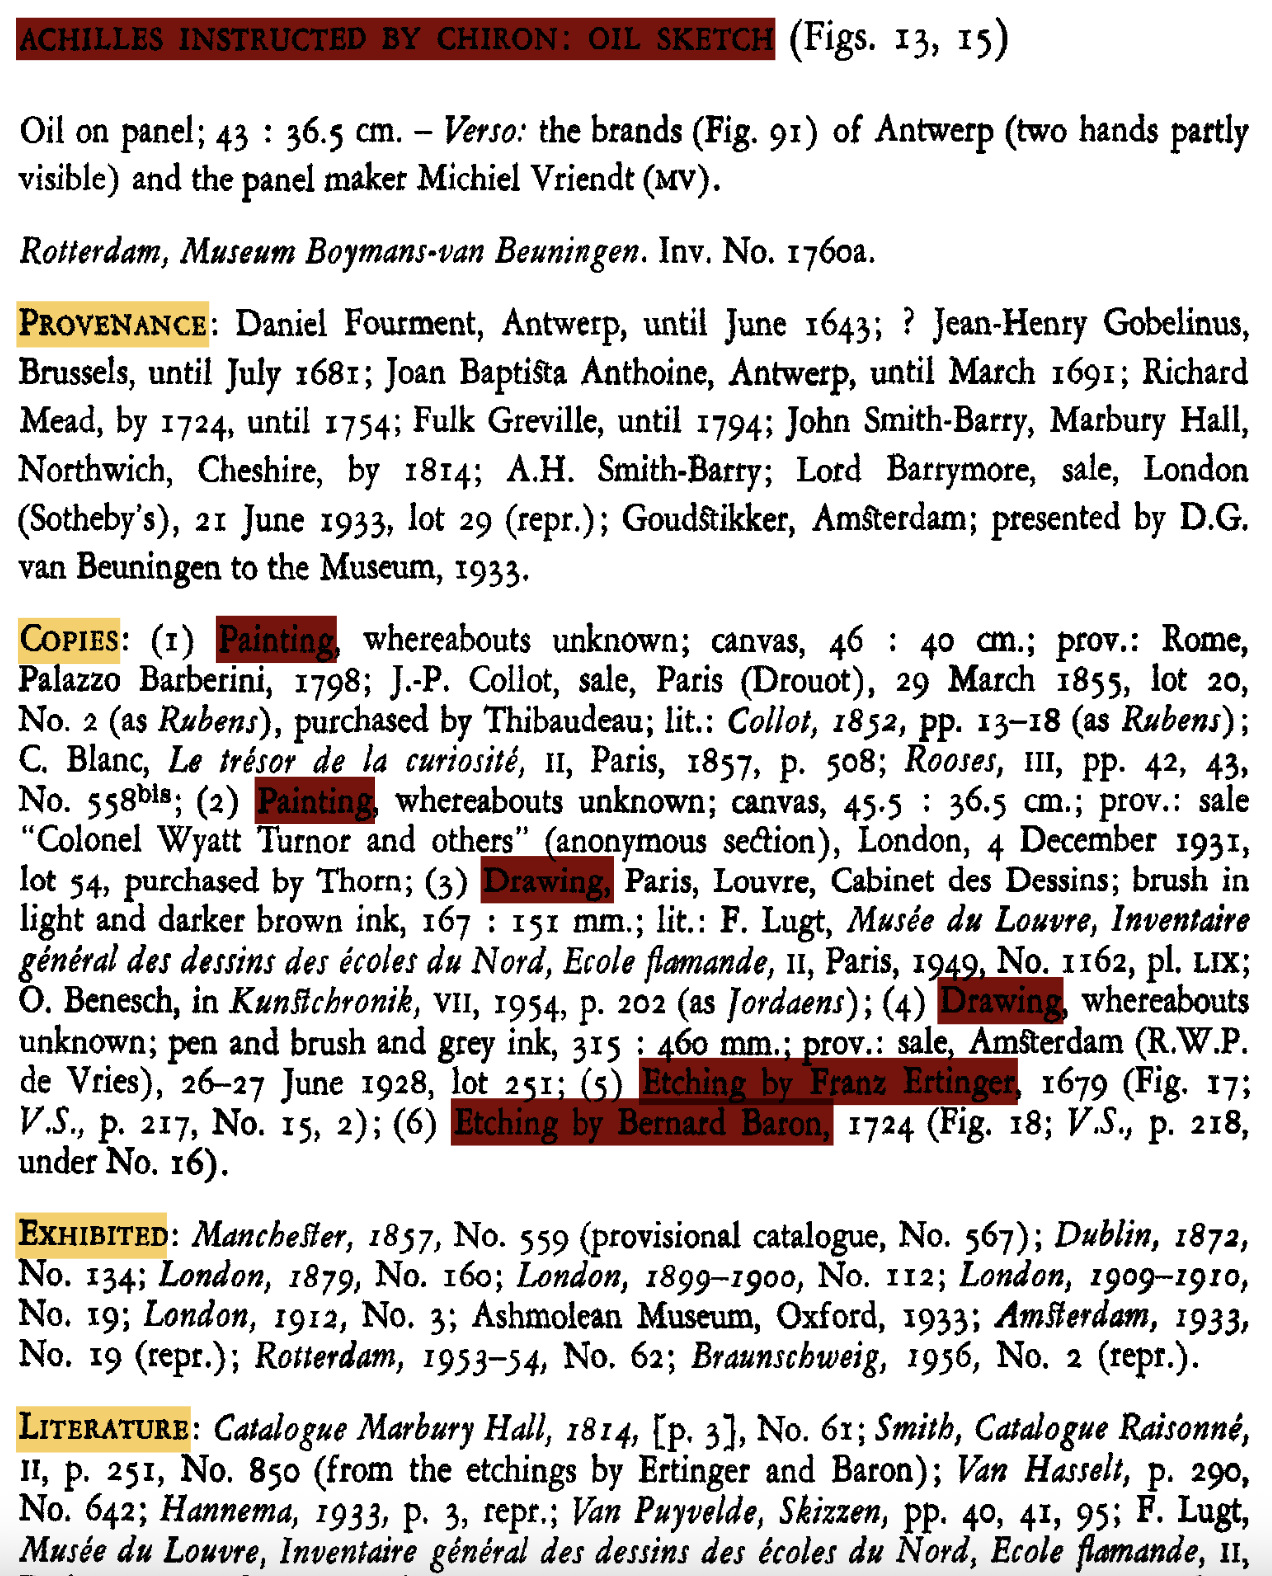 ACHILLES INSTRUCTED BY CHIRON: OIL SKETCH (Figs. 13, 15)
Oil on panel; 43 : 36.5 cm. – Verso: the brands (Fig. 91) of Antwerp (two hands partly
visible) and the panel maker Michiel Vriendt (MV).
Rotterdam, Museum Boymans-van Beuningen. Inv. No. 1760a.
PROVENANCE: Daniel Fourment, Antwerp, until June 1643; ? Jean-Henry Gobelinus,
Brussels, until July 1681; Joan Baptista Anthoine, Antwerp, until March 1691; Richard
Mead, by 1724, until 1754; Fulk Greville, until 1794; John Smith-Barry, Marbury Hall,
Northwich, Cheshire, by 1814; A.H. Smith-Barry; Lord Barrymore, sale, London
(Sotheby's), 21 June 1933, lot 29 (repr.); Goudstikker, Amsterdam; presented by D.G.
van Beuningen to the Museum, 1933.
COPIES: (1) Painting, whereabouts unknown; canvas, 46 : 40 cm.; prov.: Rome,
Palazzo Barberini, 1798; J.-P. Collot, sale, Paris (Drouot), 29 March 1855, lot 20,
No. 2 (as Rubens), purchased by Thibaudeau; lit.: Collot, 1852, pp. 13–18 (as Rubens);
C. Blanc, Le trésor de la curiosité, II, Paris, 1857, p. 508; Rooses, III, pp. 42, 43,
No. 558bis; (2) Painting, whereabouts unknown; canvas, 45.5 : 36.5 cm.; prov.: sale
“Colonel Wyatt Turnor and others” (anonymous section), London, 4 December 1931,
lot 54, purchased by Thorn; (3) Drawing, Paris, Louvre, Cabinet des Dessins; brush in
light and darker brown ink, 167 : 151 mm.; lit.: F. Lugt, Musée du Louvre, Inventaire
général des dessins des écoles du Nord, Ecole flamande, II, Paris, 1949, No. 1162, pl. LIX;
O. Benesch, in Kunstchronik, VII, 1954, p. 202 (as Jordaens); (4) Drawing, whereabouts
unknown; pen and brush and grey ink, 315 : 460 mm.; prov.: sale, Amsterdam (R.W.P.
de Vries), 26–27 June 1928, lot 251; (5) Etching by Franz Ertinger, 1679 (Fig. 17;
V.S., p. 217, No. 15, 2); (6) Etching by Bernard Baron, 1724 (Fig. 18; V.S., p. 218,
under No. 16).
EXHIBITED: Manchester, 1857, No. 559 (provisional catalogue, No. 567); Dublin, 1872,
No. 134; London, 1879, No. 160; London, 1899–1900, No. 112; London, 1909–1910,
No. 19; London, 1912, No. 3; Ashmolean Museum, Oxford, 1933; Amsterdam, 1933,
No. 19 (repr.); Rotterdam, 1953–54, No. 62; Braunschweig, 1956, No. 2 (repr.).
LITERATURE: Catalogue Marbury Hall, 1814, [p. 3], No. 61; Smith, Catalogue Raisonné,
II, p. 251, No. 850 (from the etchings by Ertinger and Baron); Van Hasselt, p. 290,
No. 642; Hannema, 1933, p. 3, repr.; Van Puyvelde, Skizzen, pp. 40, 41, 95; F. Lugt,
Musée du Louvre, Inventaire général des dessins des écoles du Nord, Ecole flamande, II,